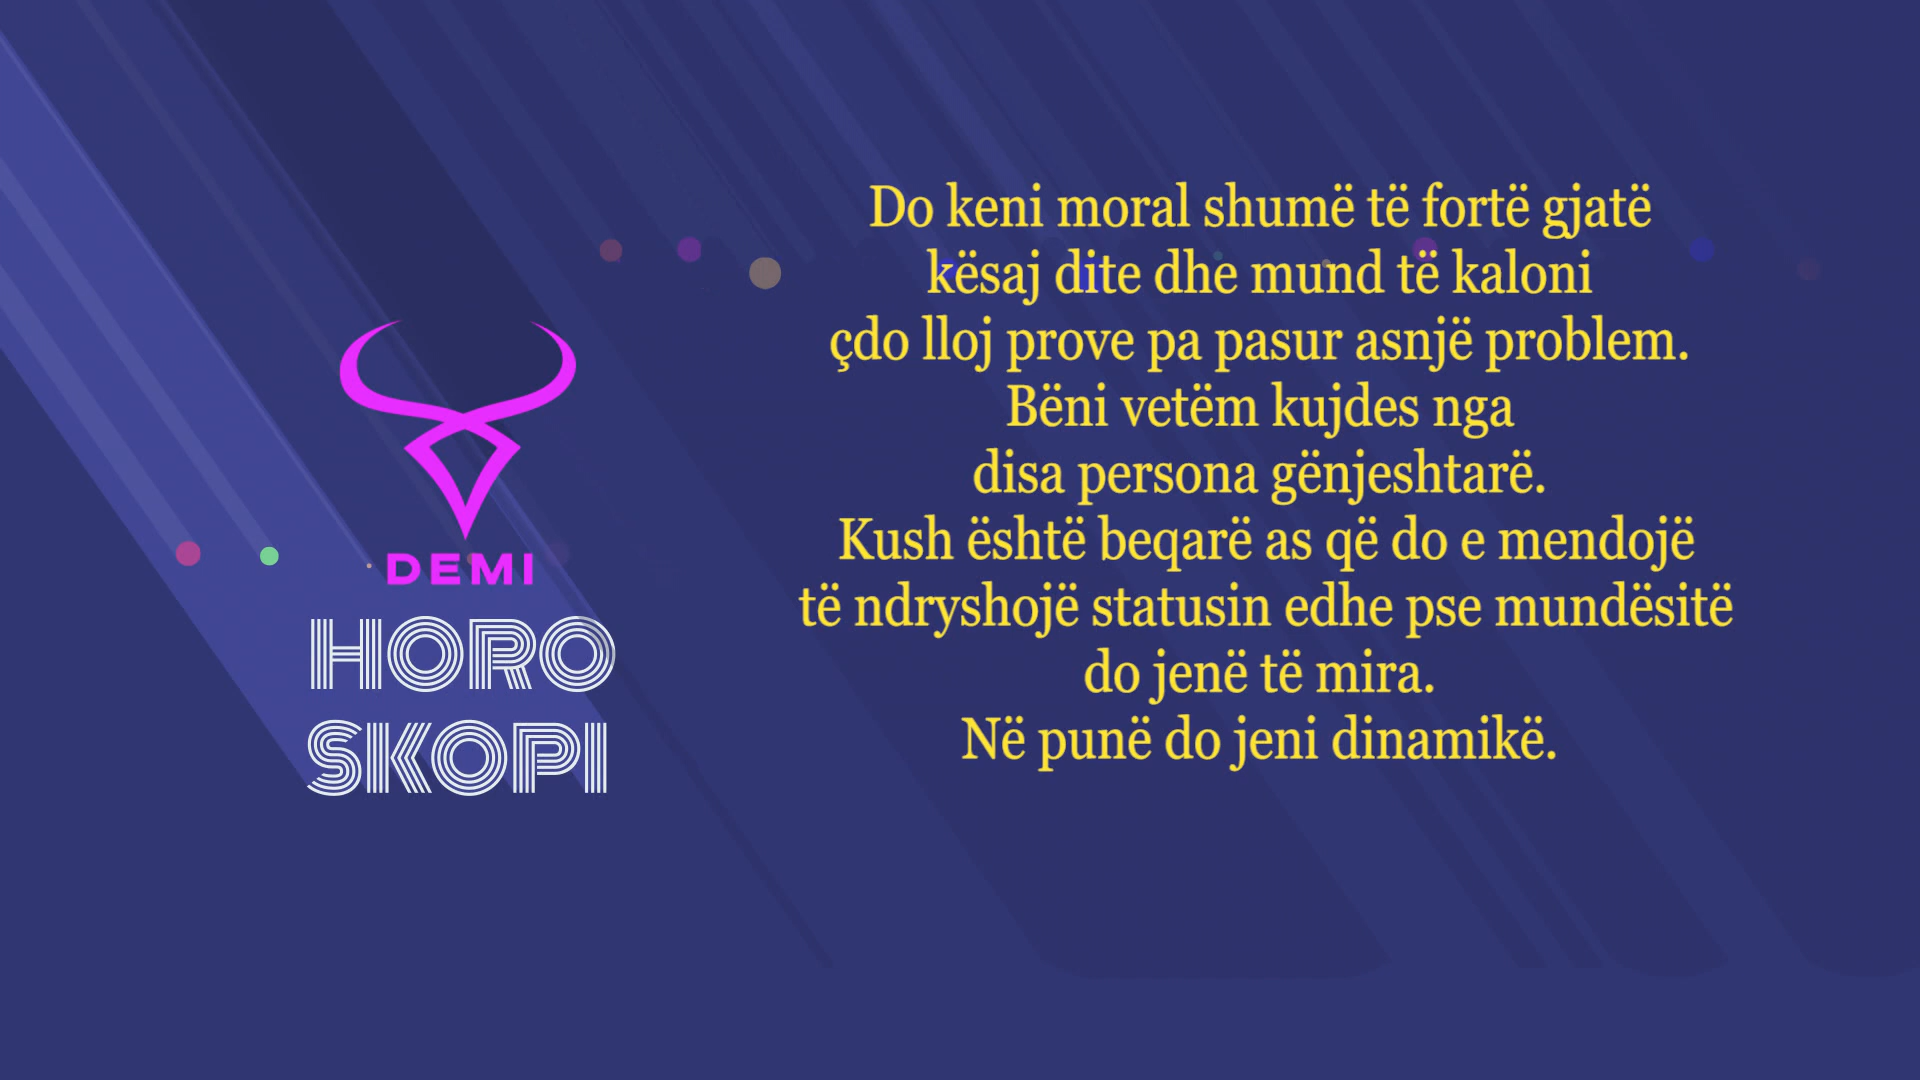 DEMI
HORO
SKOPI
Do keni moral shumë të fortë gjatë
kësaj dite dhe mund të kaloni
çdo lloj prove pa pasur asnjë problem.
Bëni vetëm kujdes nga
disa persona gënjeshtarë.
Kush është beqarë as që do e mendojë
të ndryshojë statusin edhe pse mundësitë
do jenë të mira.
Në punë do jeni dinamikë.